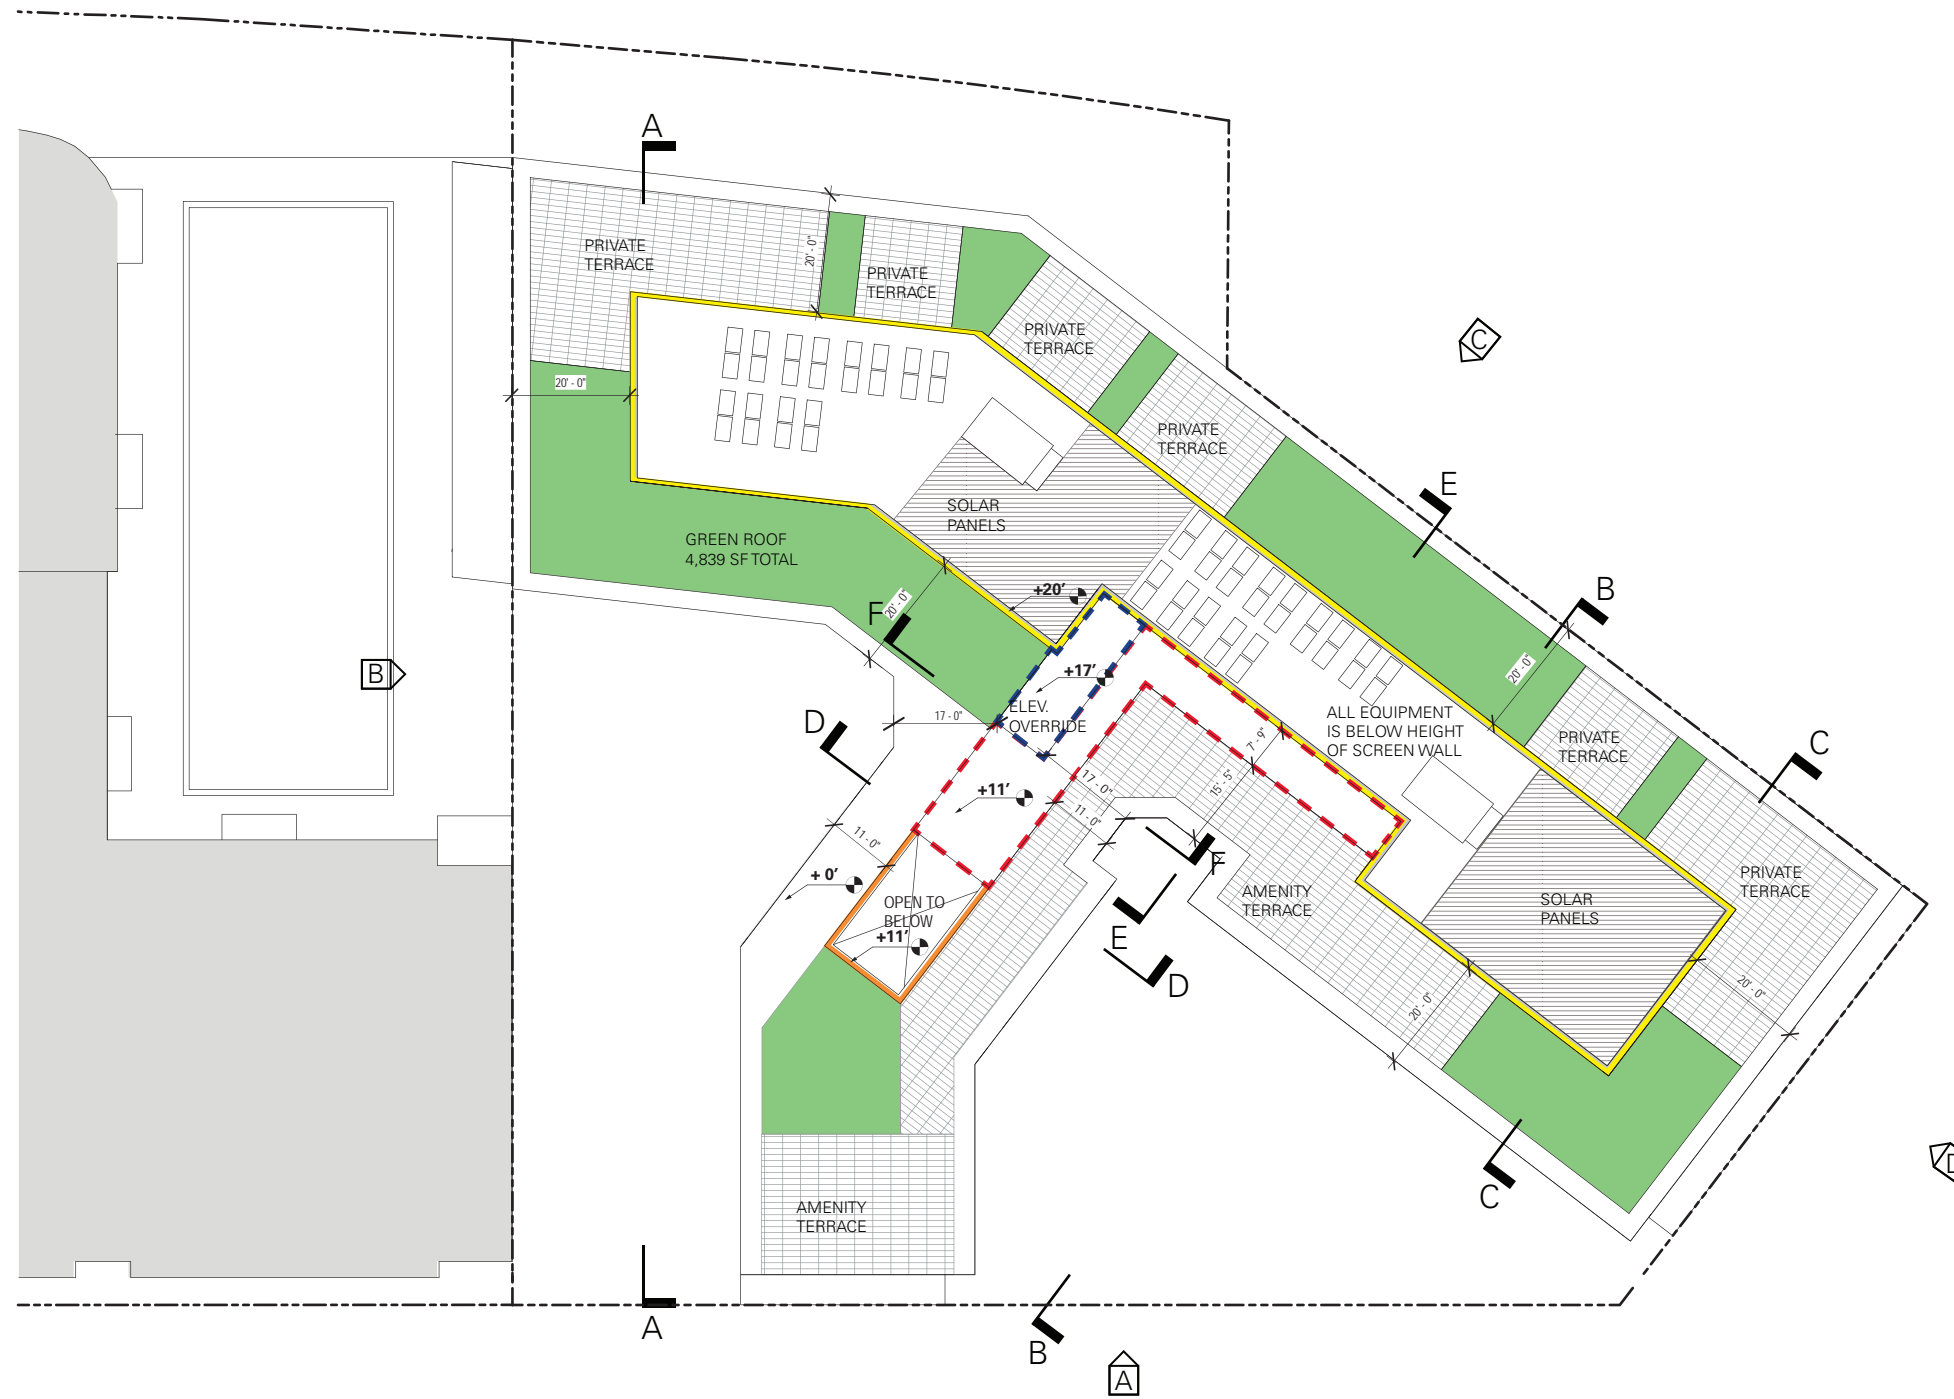 A
PRIVATE
TERRACE
20' - 0"
PRIVATE
TERRACE
PRIVATE
TERRACE
C
20' - 0"
PRIVATE
TERRACE
E
SOLAR
PANELS
GREEN ROOF
4,839 SF TOTAL
+20'
20' - 0"
F
B
B
+17'
20' - 0"
ELEV.
OVERRIDE
17 - 0"
D
ALL EQUIPMENT
IS BELOW HEIGHT
OF SCREEN WALL
7' - 9"
PRIVATE
TERRACE
C
+11'
17' - 0"
15' - 5"
11 - 0"
11 - 0"
F
+ 0'
OPEN TO
BELOW
+11'
AMENITY
TERRACE
SOLAR
PANELS
PRIVATE
TERRACE
E
D
20' - 0"
20' - 0"
C
AMENITY
TERRACE
A
B
A